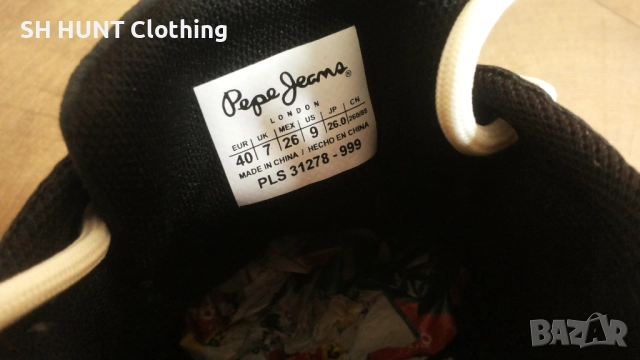 SH HUNT Clothing
Pepe Jeans®
LONDON
EUR UK MEX US JP CN
40 7 26 9 26.0
MADE IN CHINA / HECHO EN CHINA
PLS 31278 - 999
BAZAR